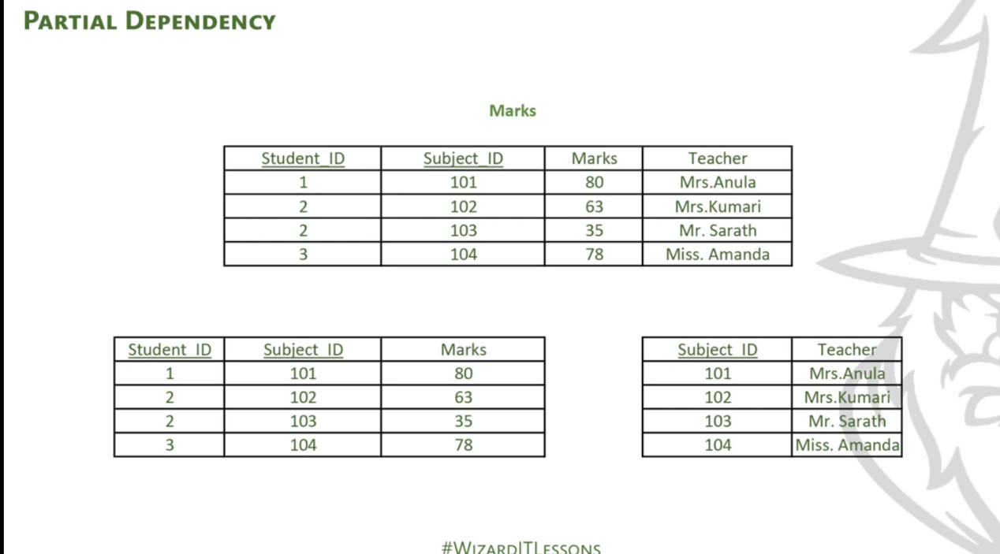 PARTIAL DEPENDENCY
Marks
Student_ID Subject_ID Marks Teacher
1 101 80 Mrs.Anula
2 102 63 Mrs.Kumari
2 103 35 Mr. Sarath
3 104 78 Miss. Amanda
Student_ID Subject_ID Marks
1 101 80
2 102 63
2 103 35
3 104 78
Subject_ID Teacher
101 Mrs.Anula
102 Mrs.Kumari
103 Mr. Sarath
104 Miss. Amanda
#WIZARDITLESSONS